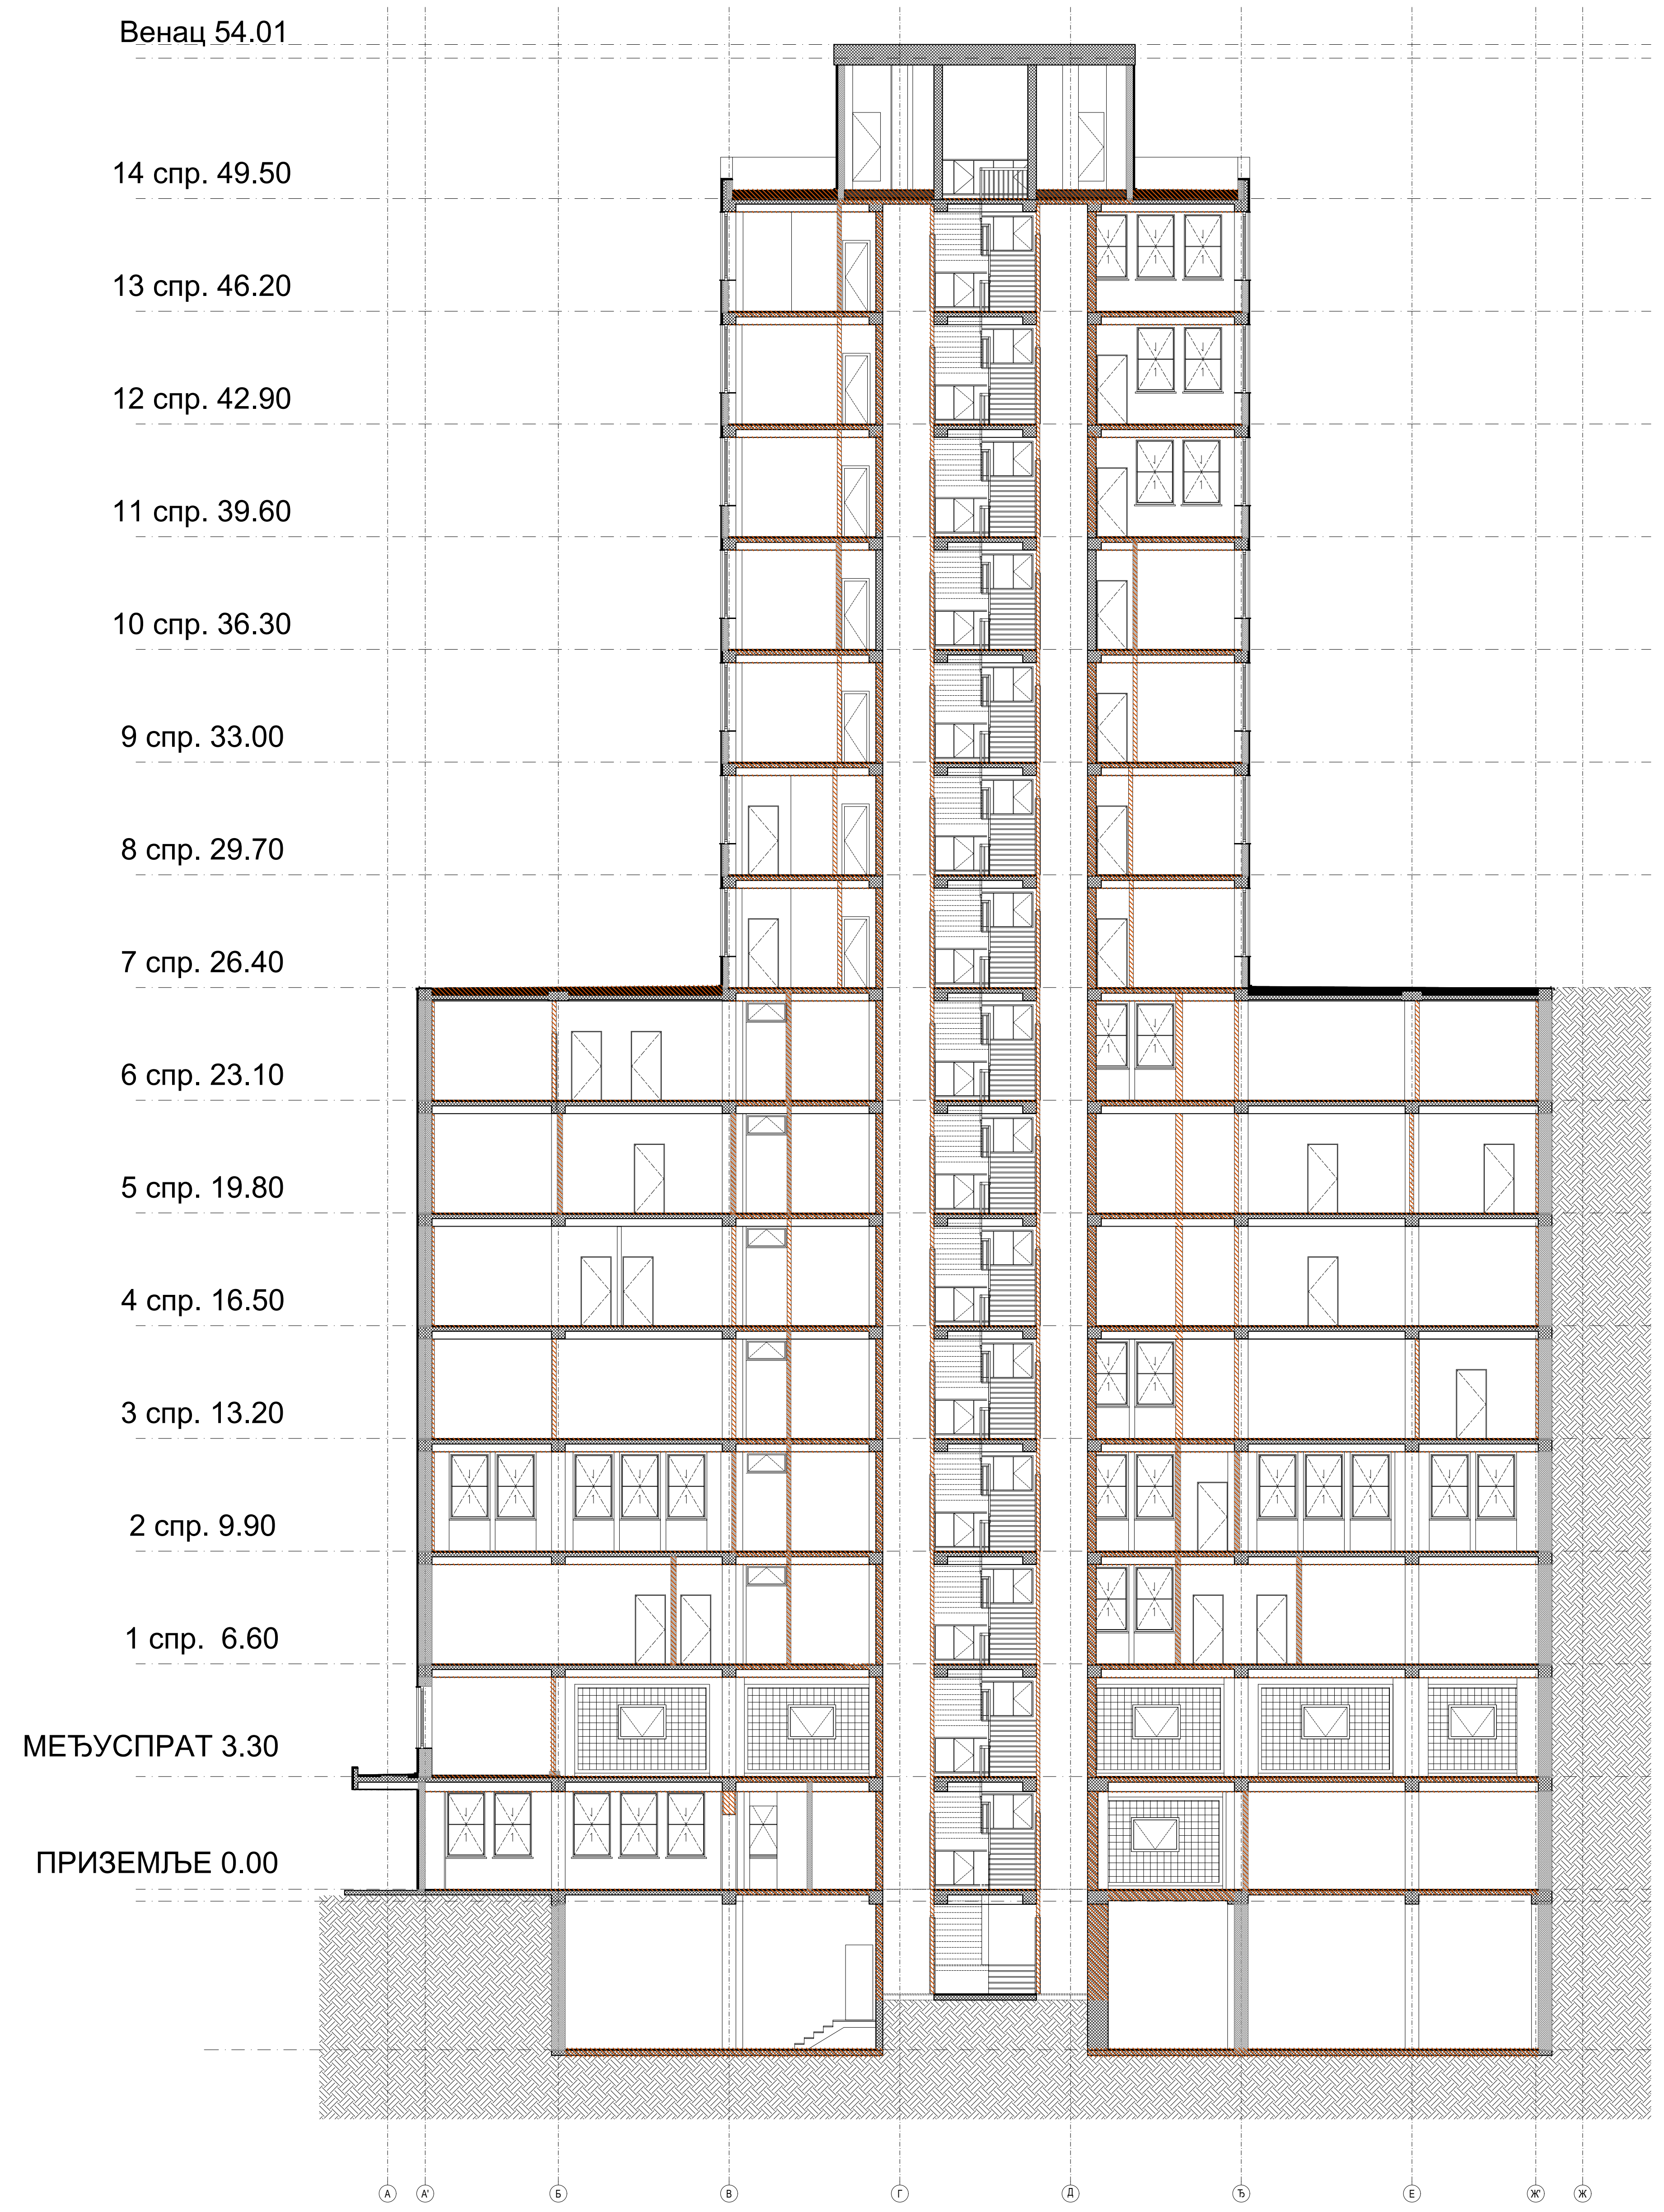 Венац 54.01
14 спр. 49.50
13 спр. 46.20
12 спр. 42.90
11 спр. 39.60
10 спр. 36.30
9 спр. 33.00
8 спр. 29.70
7 спр. 26.40
6 спр. 23.10
5 спр. 19.80
4 спр. 16.50
3 спр. 13.20
2 спр. 9.90
1 спр. 6.60
МЕЂУСПРАТ 3.30
ПРИЗЕМЉЕ 0.00
А А' Б В Г Д Ђ Е Ж' Ж